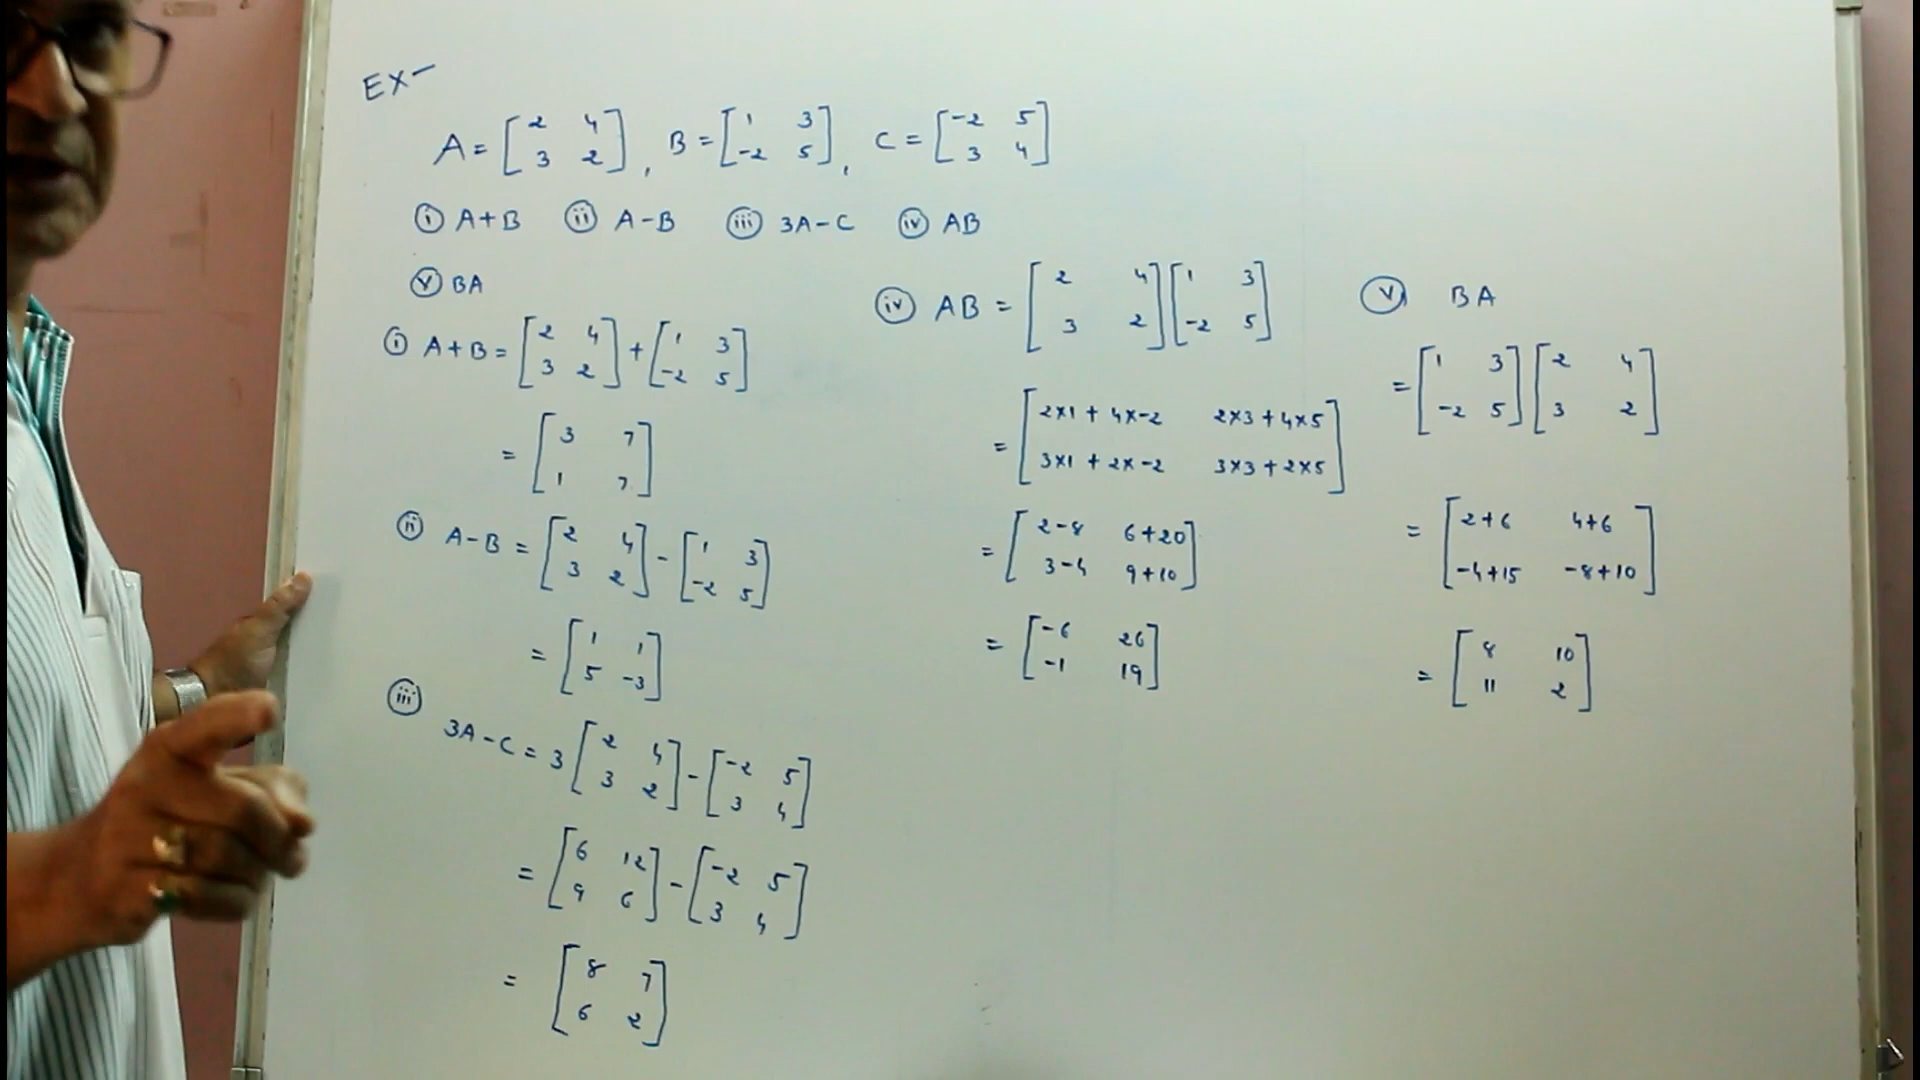 EX-
A = [2 4; 3 2], B = [1 3; -2 5], C = [-2 5; 3 4]
(i) A+B (ii) A-B (iii) 3A-C (iv) AB
(v) BA
(i) A+B = [2 4; 3 2] + [1 3; -2 5]
= [3 7; 1 7]
(ii) A-B = [2 4; 3 2] - [1 3; -2 5]
= [1 1; 5 -3]
(iii)
3A-C = 3 [2 4; 3 2] - [-2 5; 3 4]
= [6 12; 9 6] - [-2 5; 3 4]
= [8 7; 6 2]
(iv) AB = [2 4; 3 2] [1 3; -2 5]
= [2×1 + 4×-2 2×3+4×5; 3×1 + 2×-2 3×3+2×5]
= [2-8 6+20; 3-4 9+10]
= [-6 26; -1 19]
(v) BA
= [1 3; -2 5] [2 4; 3 2]
= [2+6 4+6; -4+15 -8+10]
= [8 10; 11 2]